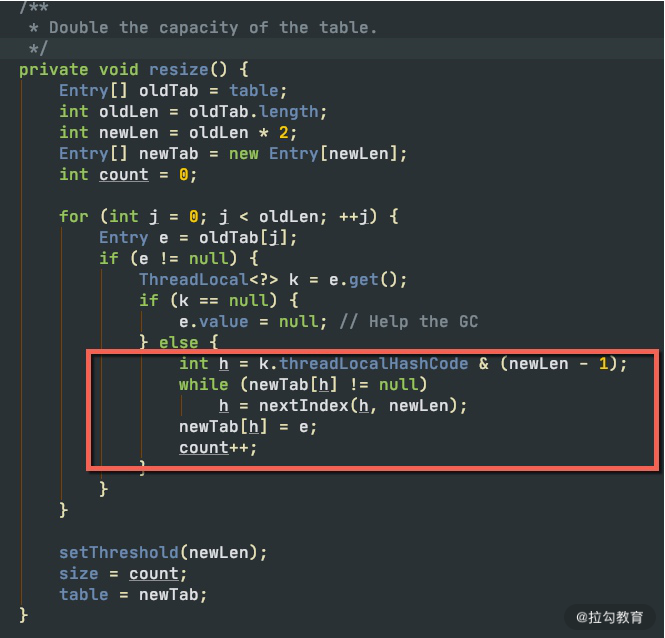 /**
 * Double the capacity of the table.
 */
private void resize() {
    Entry[] oldTab = table;
    int oldLen = oldTab.length;
    int newLen = oldLen * 2;
    Entry[] newTab = new Entry[newLen];
    int count = 0;

    for (int j = 0; j < oldLen; ++j) {
        Entry e = oldTab[j];
        if (e != null) {
            ThreadLocal<?> k = e.get();
            if (k == null) {
                e.value = null; // Help the GC
            } else {
                int h = k.threadLocalHashCode & (newLen - 1);
                while (newTab[h] != null)
                    h = nextIndex(h, newLen);
                newTab[h] = e;
                count++;
            }
        }
    }

    setThreshold(newLen);
    size = count;
    table = newTab;
}
@拉勾教育